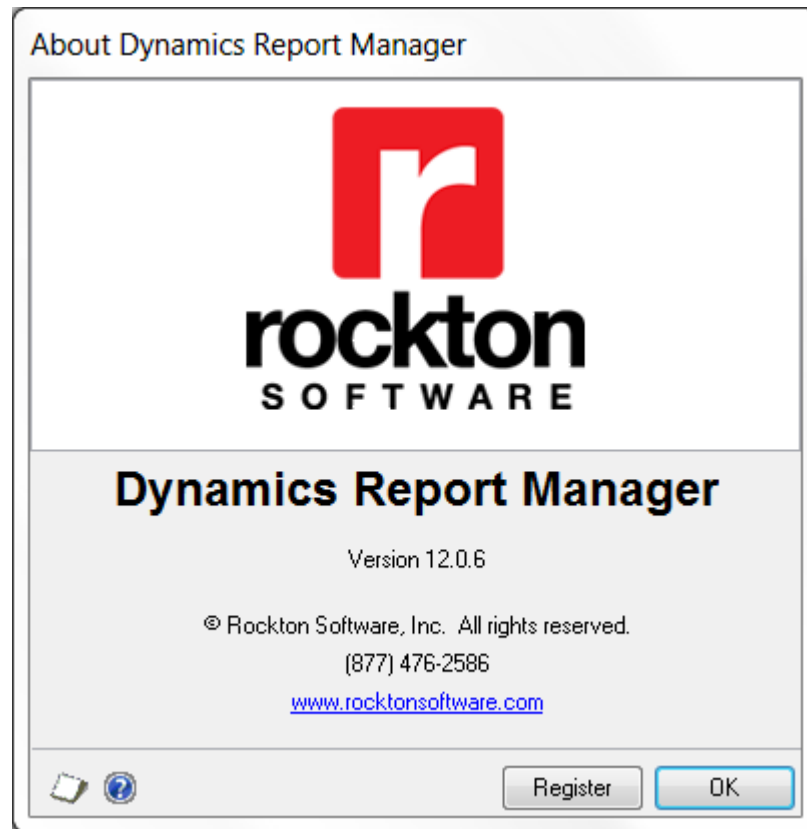 About Dynamics Report Manager
r
rockton
SOFTWARE
Dynamics Report Manager
Version 12.0.6
© Rockton Software, Inc. All rights reserved.
(877) 476-2586
www.rocktonsoftware.com
Register OK